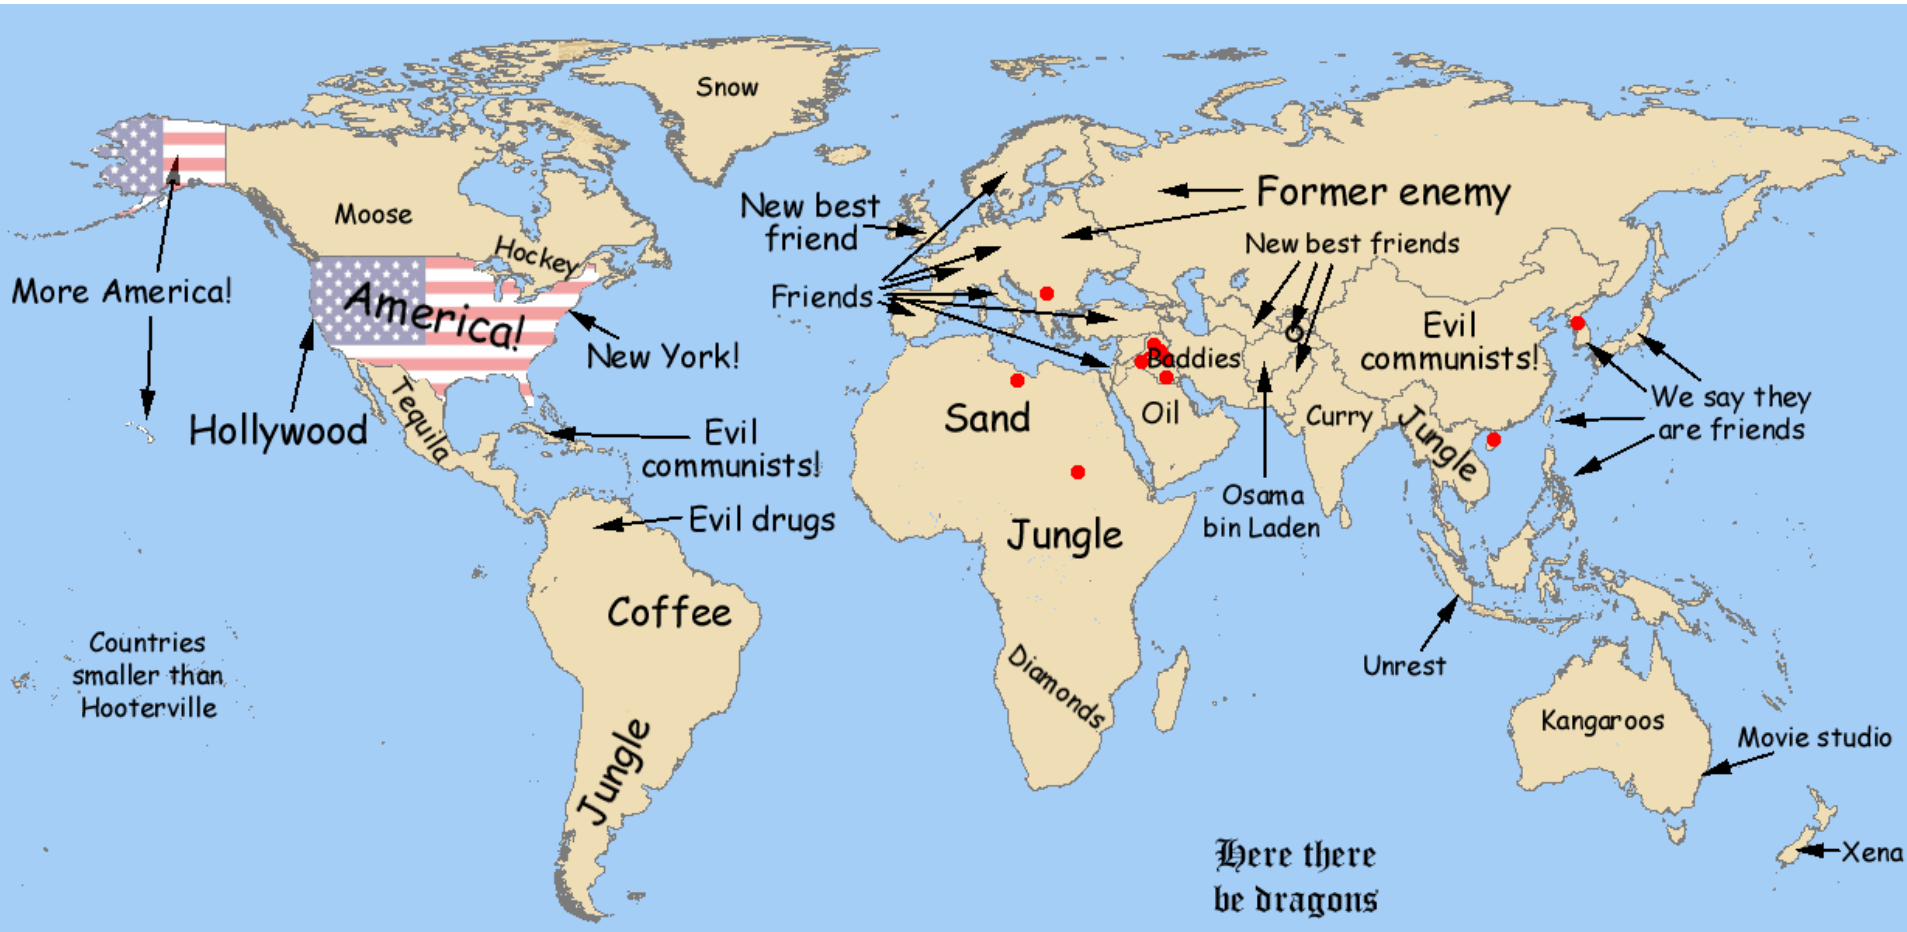 Snow
Moose
Hockey
New best
friend
Former enemy
New best friends
More America!
America!
Friends
New York!
Evil
communists!
Baddies
Hollywood
Tequila
Sand
Oil
Curry
Jungle
We say they
are friends
Evil
communists!
Evil drugs
Osama
bin Laden
Jungle
Coffee
Countries
smaller than
Hooterville
Diamonds
Unrest
Kangaroos
Movie studio
Jungle
Here there
be dragons
Xena